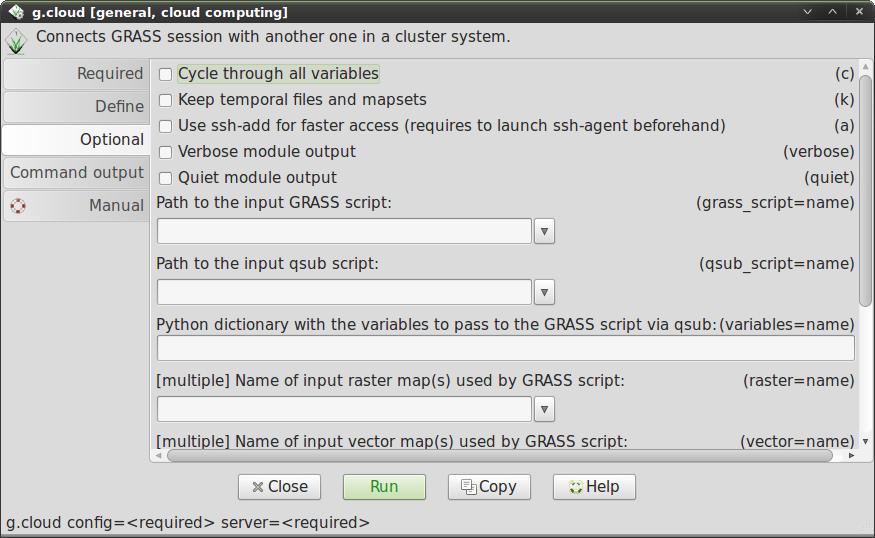 g.cloud [general, cloud computing]
Connects GRASS session with another one in a cluster system.
Required
Define
Optional
Command output
Manual
Cycle through all variables (c)
Keep temporal files and mapsets (k)
Use ssh-add for faster access (requires to launch ssh-agent beforehand) (a)
Verbose module output (verbose)
Quiet module output (quiet)
Path to the input GRASS script: (grass_script=name)
Path to the input qsub script: (qsub_script=name)
Python dictionary with the variables to pass to the GRASS script via qsub: (variables=name)
[multiple] Name of input raster map(s) used by GRASS script: (raster=name)
[multiple] Name of input vector map(s) used by GRASS script: (vector=name)
Close
Run
Copy
Help
g.cloud config=<required> server=<required>